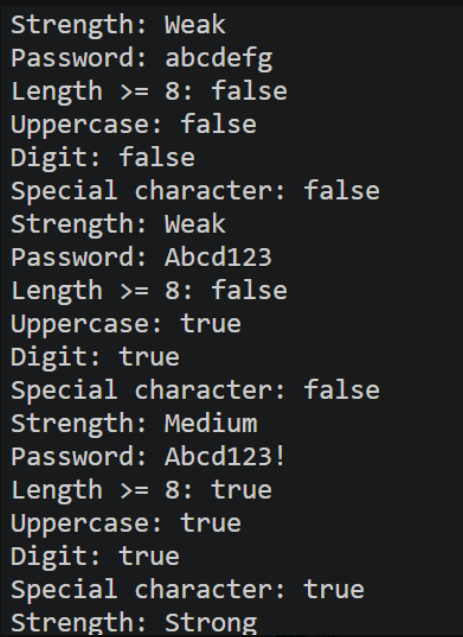 Strength: Weak
Password: abcdefg
Length >= 8: false
Uppercase: false
Digit: false
Special character: false
Strength: Weak
Password: Abcd123
Length >= 8: false
Uppercase: true
Digit: true
Special character: false
Strength: Medium
Password: Abcd123!
Length >= 8: true
Uppercase: true
Digit: true
Special character: true
Strength: Strong